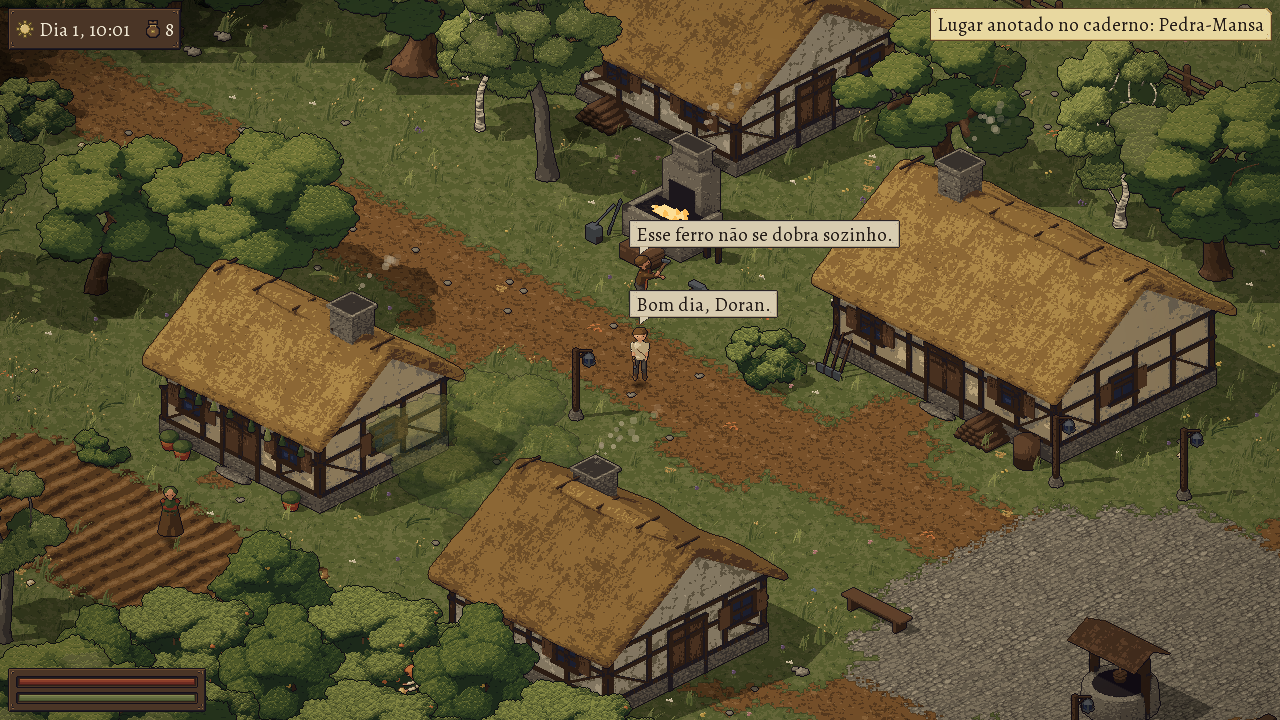 Dia 1, 10:01 8
Lugar anotado no caderno: Pedra-Mansa
Esse ferro não se dobra sozinho.
Bom dia, Doran.